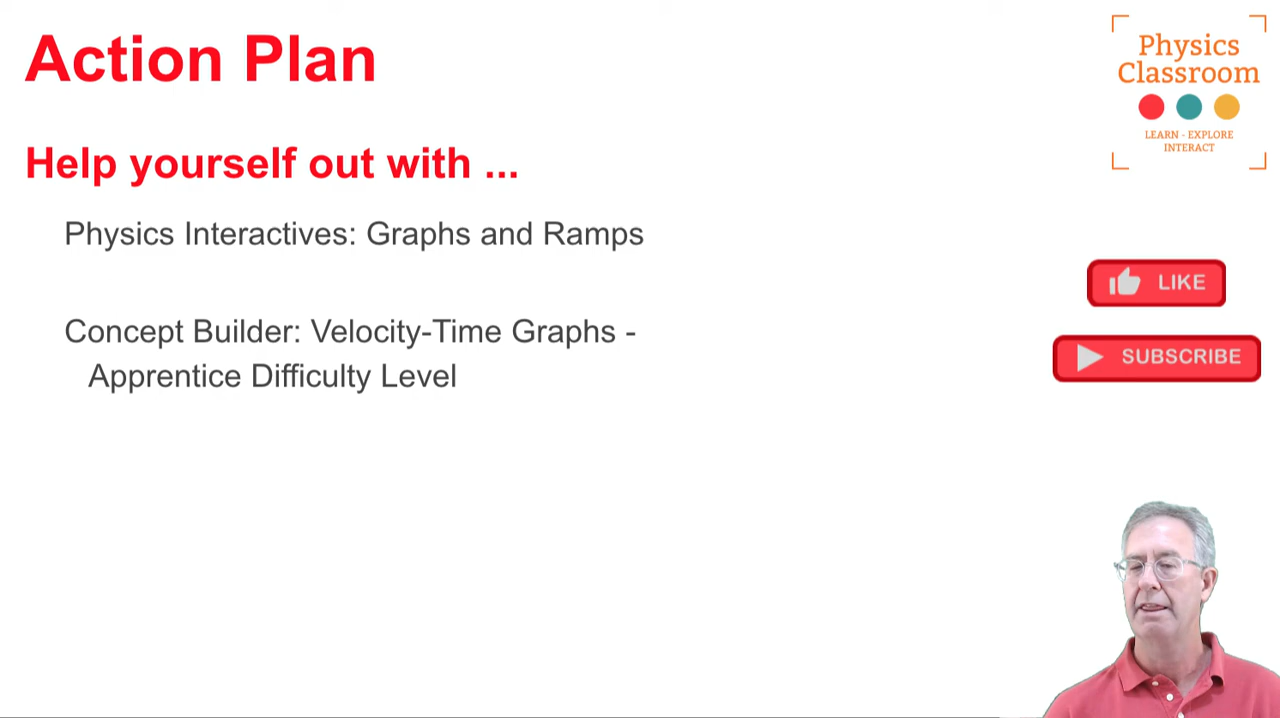 Action Plan
Physics
Classroom
LEARN - EXPLORE
INTERACT
Help yourself out with ...
Physics Interactives: Graphs and Ramps
LIKE
Concept Builder: Velocity-Time Graphs -
Apprentice Difficulty Level
SUBSCRIBE